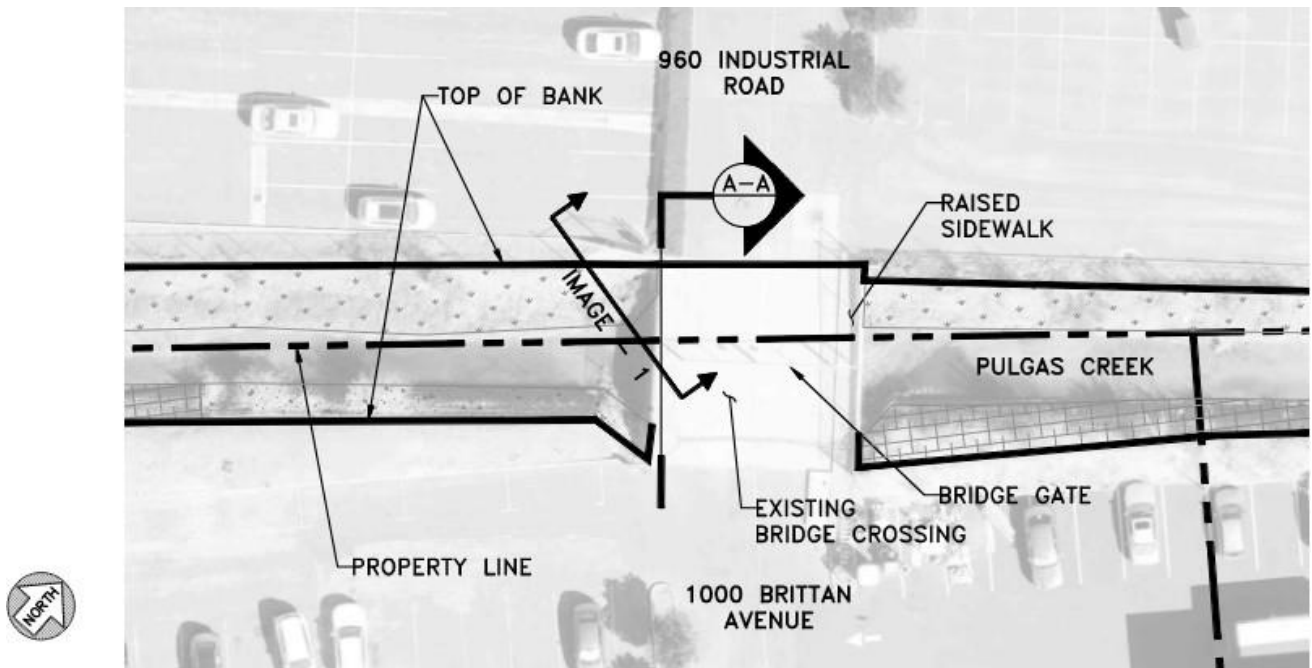 960 INDUSTRIAL
ROAD
TOP OF BANK
A-A
RAISED
SIDEWALK
IMAGE 1
PULGAS CREEK
BRIDGE GATE
EXISTING
BRIDGE CROSSING
PROPERTY LINE
1000 BRITTAN
AVENUE
NORTH